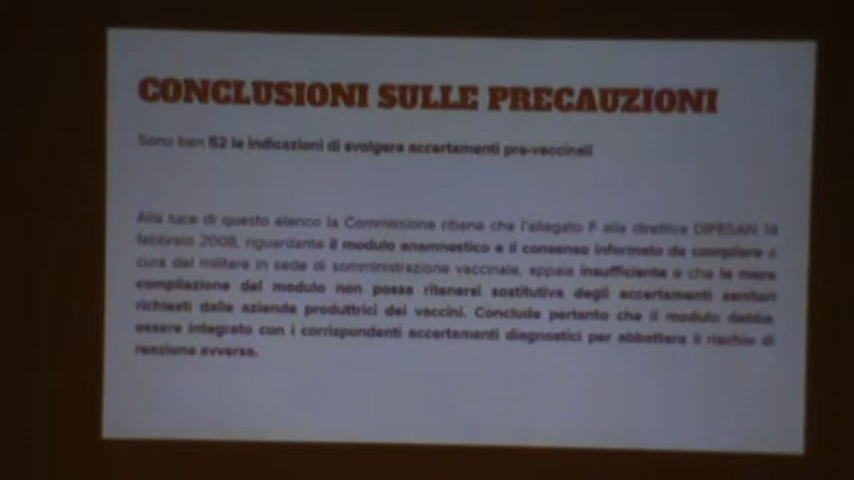 CONCLUSIONI SULLE PRECAUZIONI
Sono ben 52 le indicazioni di svolgere accertamenti pre-vaccinali
Alla luce di questo elenco la Commissione ritiene che l'allegato F alla direttiva DIFESAN 18
febbraio 2008, riguardante il modulo anamnestico e il consenso informato da compilare a
cura del militare in sede di somministrazione vaccinale, appaia insufficiente e che la mera
compilazione del modulo non possa ritenersi sostitutiva degli accertamenti sanitari
richiesti dalle aziende produttrici dei vaccini. Conclude pertanto che il modulo debba
essere integrato con i corrispondenti accertamenti diagnostici per abbattere il rischio di
reazione avversa.